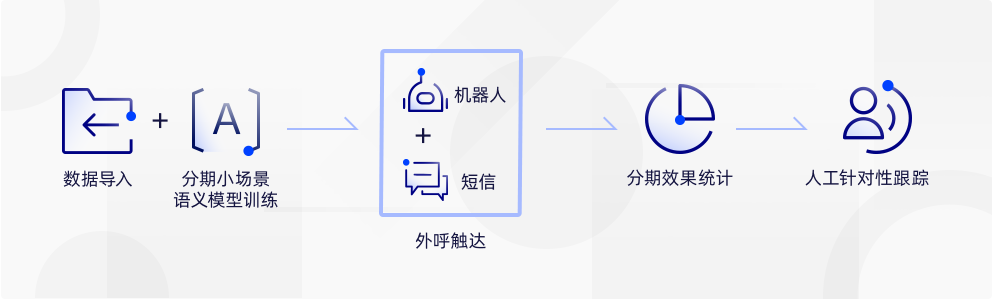 数据导入
+
A
分期小场景
语义模型训练
机器人
+
短信
外呼触达
分期效果统计
人工针对性跟踪